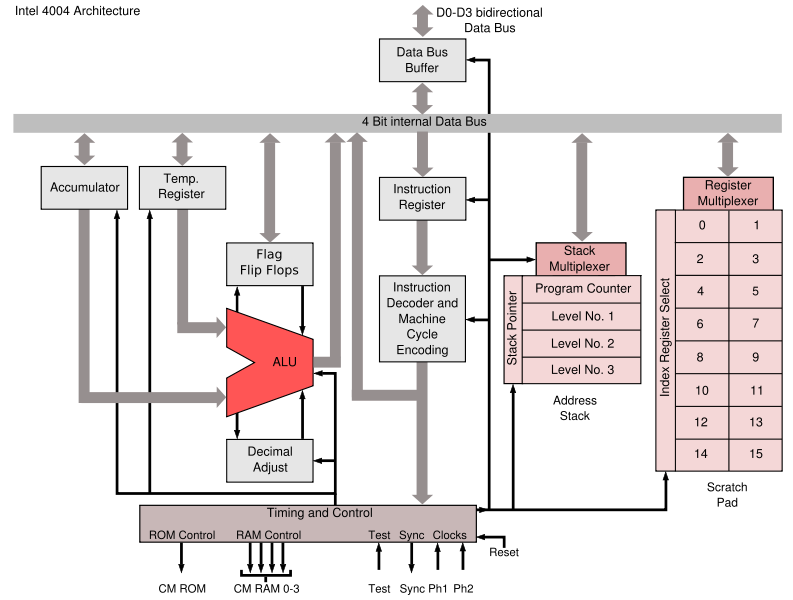 Intel 4004 Architecture
D0-D3 bidirectional
Data Bus
Data Bus
Buffer
4 Bit internal Data Bus
Accumulator
Temp.
Register
Instruction
Register
Register
Multiplexer
Flag
Flip Flops
Stack
Multiplexer
Instruction
Decoder and
Machine
Cycle
Encoding
Stack Pointer
Program Counter
Level No. 1
Level No. 2
Level No. 3
Address
Stack
Index Register Select
0 1
2 3
4 5
6 7
8 9
10 11
12 13
14 15
Scratch
Pad
ALU
Decimal
Adjust
Timing and Control
ROM Control RAM Control Test Sync Clocks
Reset
CM ROM CM RAM 0-3 Test Sync Ph1 Ph2